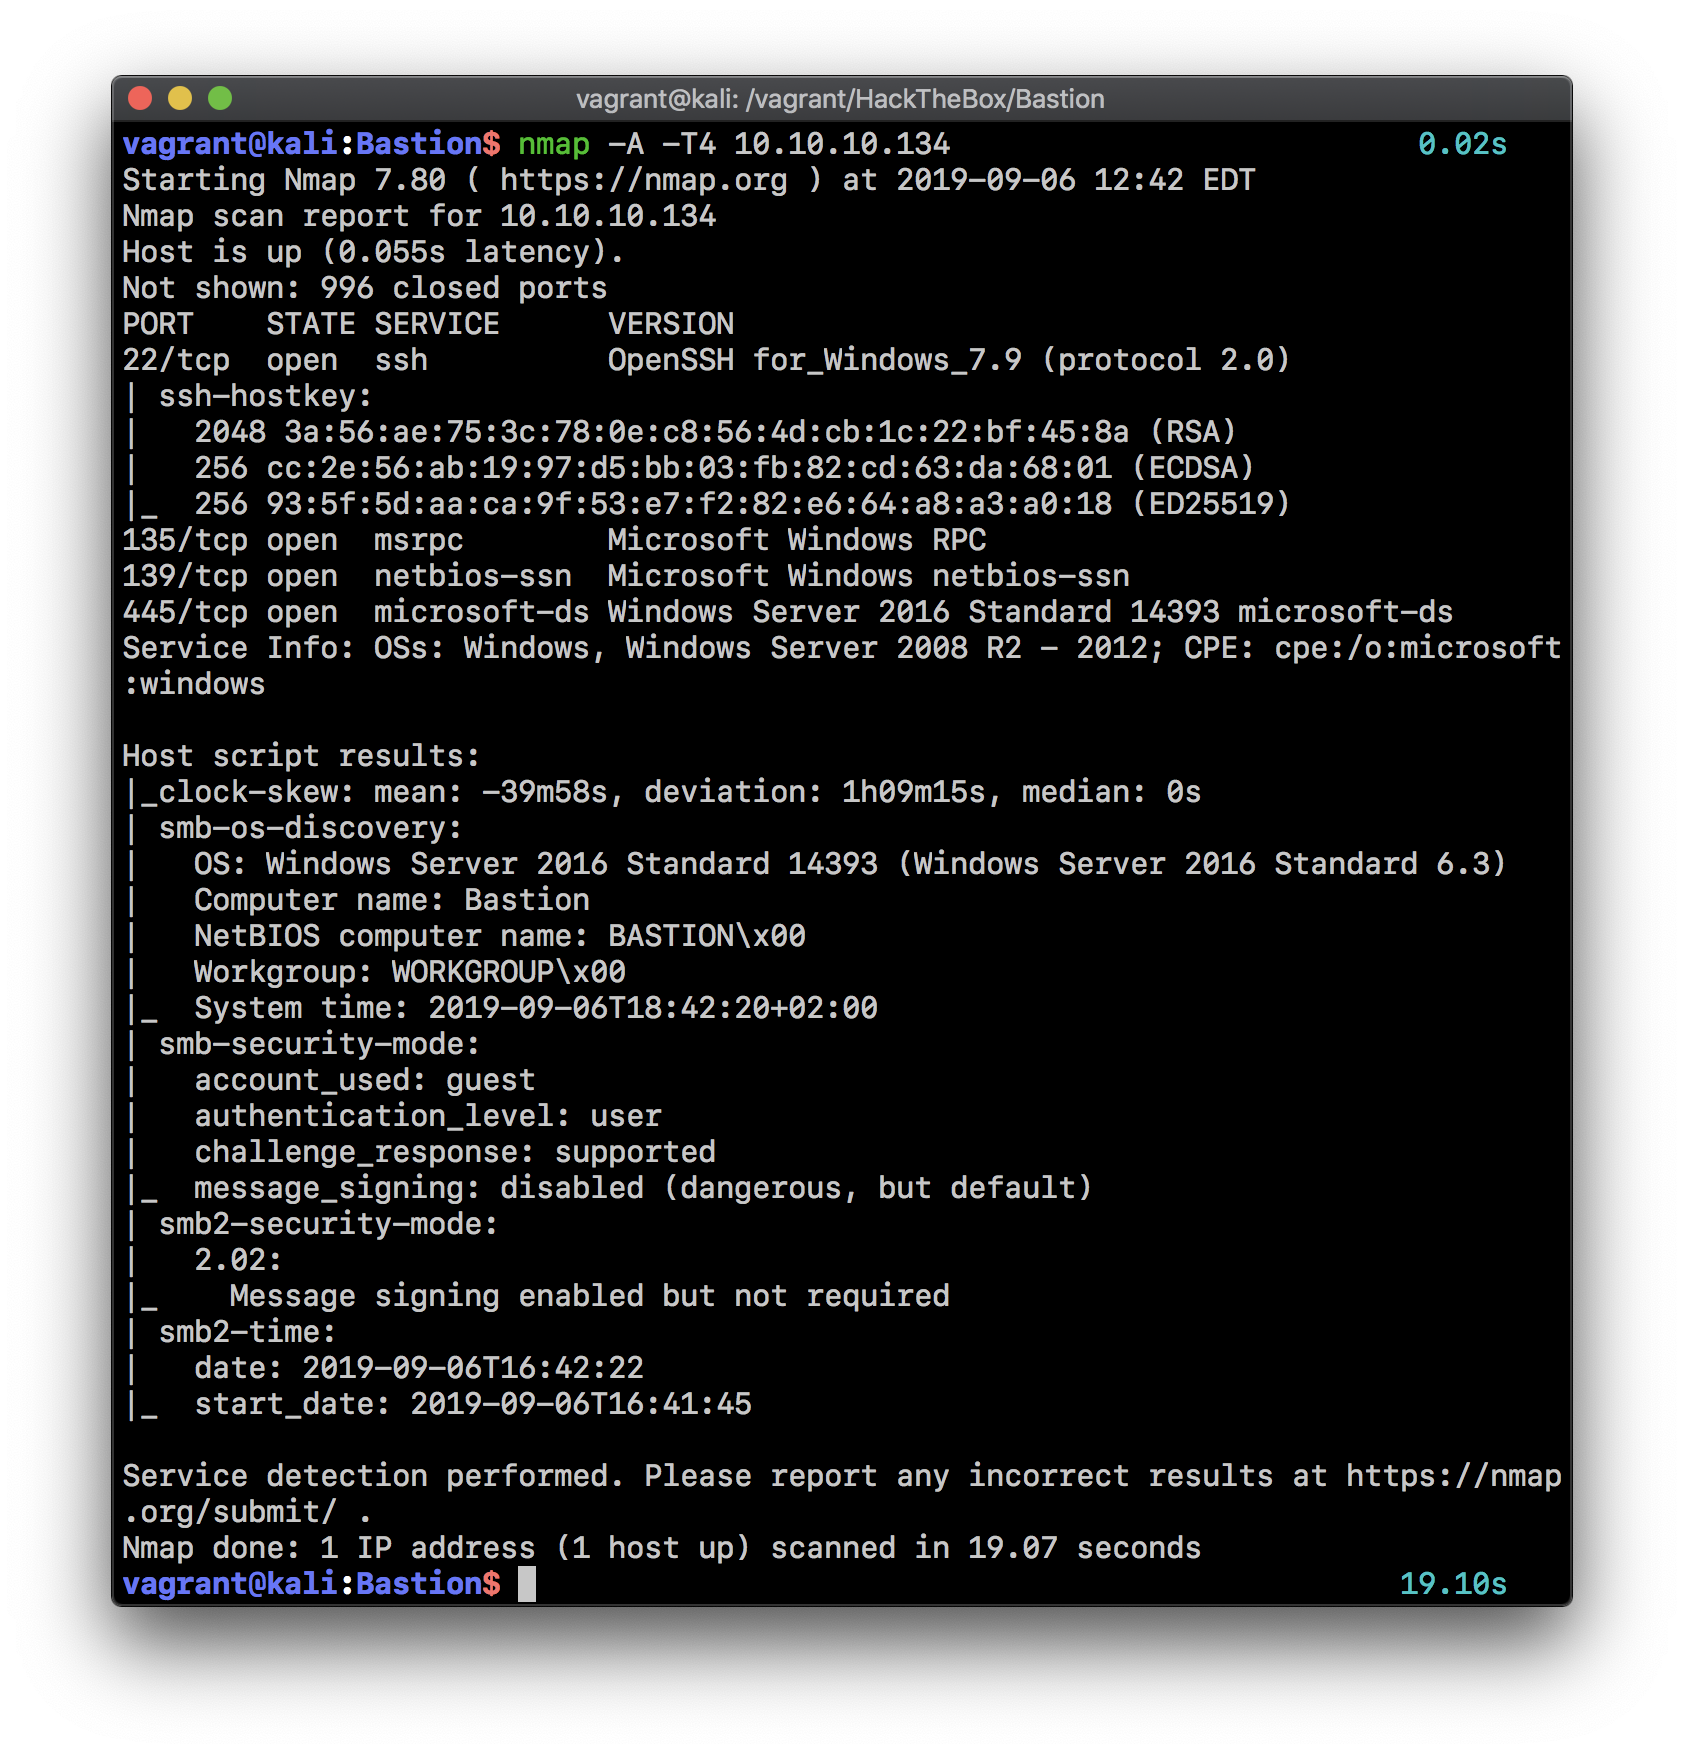 vagrant@kali: /vagrant/HackTheBox/Bastion
vagrant@kali:Bastion$ nmap -A -T4 10.10.10.134 0.02s
Starting Nmap 7.80 ( https://nmap.org ) at 2019-09-06 12:42 EDT
Nmap scan report for 10.10.10.134
Host is up (0.055s latency).
Not shown: 996 closed ports
PORT    STATE SERVICE      VERSION
22/tcp  open  ssh          OpenSSH for_Windows_7.9 (protocol 2.0)
| ssh-hostkey:
|   2048 3a:56:ae:75:3c:78:0e:c8:56:4d:cb:1c:22:bf:45:8a (RSA)
|   256 cc:2e:56:ab:19:97:d5:bb:03:fb:82:cd:63:da:68:01 (ECDSA)
|_  256 93:5f:5d:aa:ca:9f:53:e7:f2:82:e6:64:a8:a3:a0:18 (ED25519)
135/tcp open  msrpc        Microsoft Windows RPC
139/tcp open  netbios-ssn  Microsoft Windows netbios-ssn
445/tcp open  microsoft-ds Windows Server 2016 Standard 14393 microsoft-ds
Service Info: OSs: Windows, Windows Server 2008 R2 - 2012; CPE: cpe:/o:microsoft
:windows
Host script results:
|_clock-skew: mean: -39m58s, deviation: 1h09m15s, median: 0s
| smb-os-discovery:
|   OS: Windows Server 2016 Standard 14393 (Windows Server 2016 Standard 6.3)
|   Computer name: Bastion
|   NetBIOS computer name: BASTION\x00
|   Workgroup: WORKGROUP\x00
|_  System time: 2019-09-06T18:42:20+02:00
| smb-security-mode:
|   account_used: guest
|   authentication_level: user
|   challenge_response: supported
|_  message_signing: disabled (dangerous, but default)
| smb2-security-mode:
|   2.02:
|_    Message signing enabled but not required
| smb2-time:
|   date: 2019-09-06T16:42:22
|_  start_date: 2019-09-06T16:41:45
Service detection performed. Please report any incorrect results at https://nmap
.org/submit/ .
Nmap done: 1 IP address (1 host up) scanned in 19.07 seconds
vagrant@kali:Bastion$ 19.10s